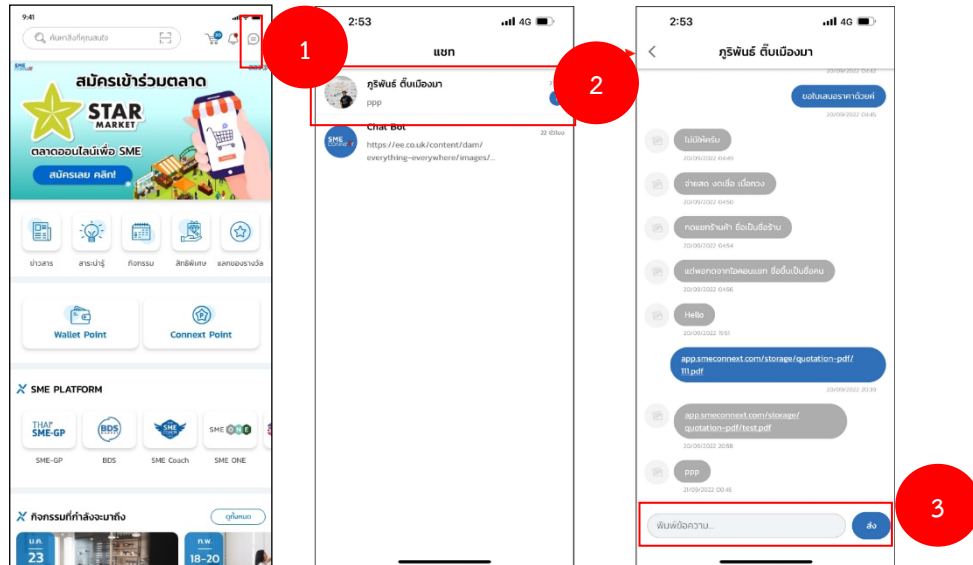 9:41
ค้นหาสิ่งที่คุณสนใจ
สมัครเข้าร่วมตลาด
STAR
MARKET
ตลาดออนไลน์เพื่อ SME
สมัครเลย คลิก!
ข่าวสาร
สาระน่ารู้
กิจกรรม
สิทธิพิเศษ
แลกของรางวัล
Wallet Point
Connext Point
SME PLATFORM
THAI
SME-GP
BDS
SME
SME ONE
SME-GP
BDS
SME Coach
SME ONE
กิจกรรมที่กำลังจะมาถึง
ดูทั้งหมด
ม.ค.
23
ก.พ.
18-20
1
2:53
4G
แชท
ภูริพันธ์ ติ๊บเมืองมา
ppp
Chat Bot
22 ชั่วโมง
SME
CONNEXT
https://ee.co.uk/content/dam/
everything-everywhere/images/...
2
2:53
4G
ภูริพันธ์ ติ๊บเมืองมา
20/09/2022 04:42
ขอใบเสนอราคาด้วยค่
20/09/2022 04:45
ไม่มีให้ครับ
20/09/2022 04:49
จ่ายสด งดเชื่อ เบื่อทวง
20/09/2022 04:50
กดแยกร้านค้า ชื่อเป็นชื่อร้าน
20/09/2022 04:54
แต่พอกดจากไอคอนแชท ชื่อขึ้นเป็นชื่อคน
20/09/2022 04:56
Hello
20/09/2022 19:51
app.smeconnext.com/storage/quotation-pdf/
111.pdf
20/09/2022 20:39
app.smeconnext.com/storage/
quotation-pdf/test.pdf
20/09/2022 20:58
ppp
21/09/2022 00:46
พิมพ์ข้อความ...
ส่ง
3